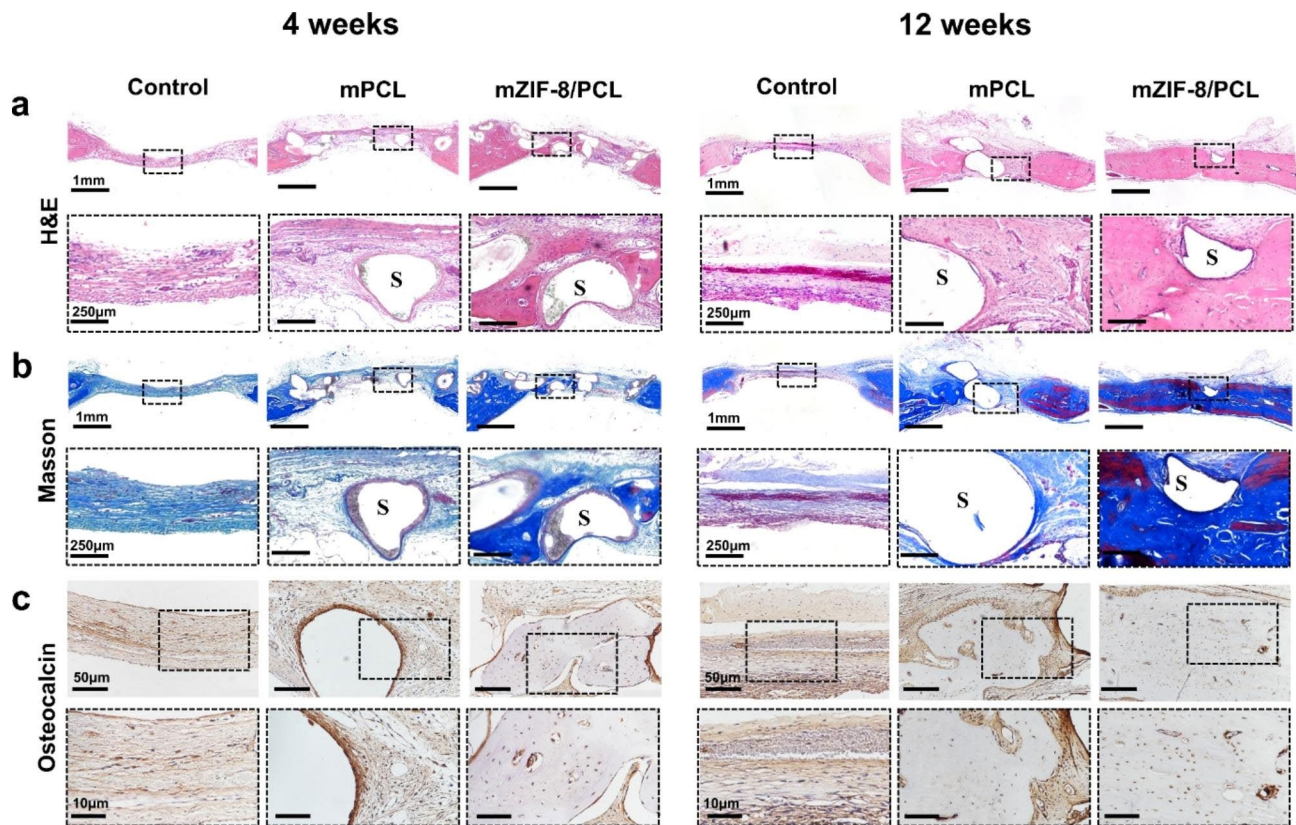 4 weeks 12 weeks
Control mPCL mZIF-8/PCL Control mPCL mZIF-8/PCL
a
H&E
1mm 1mm
S S S S
250μm 250μm
b
Masson
1mm 1mm
S S S S
250μm 250μm
c
Osteocalcin
50μm 50μm
10μm 10μm